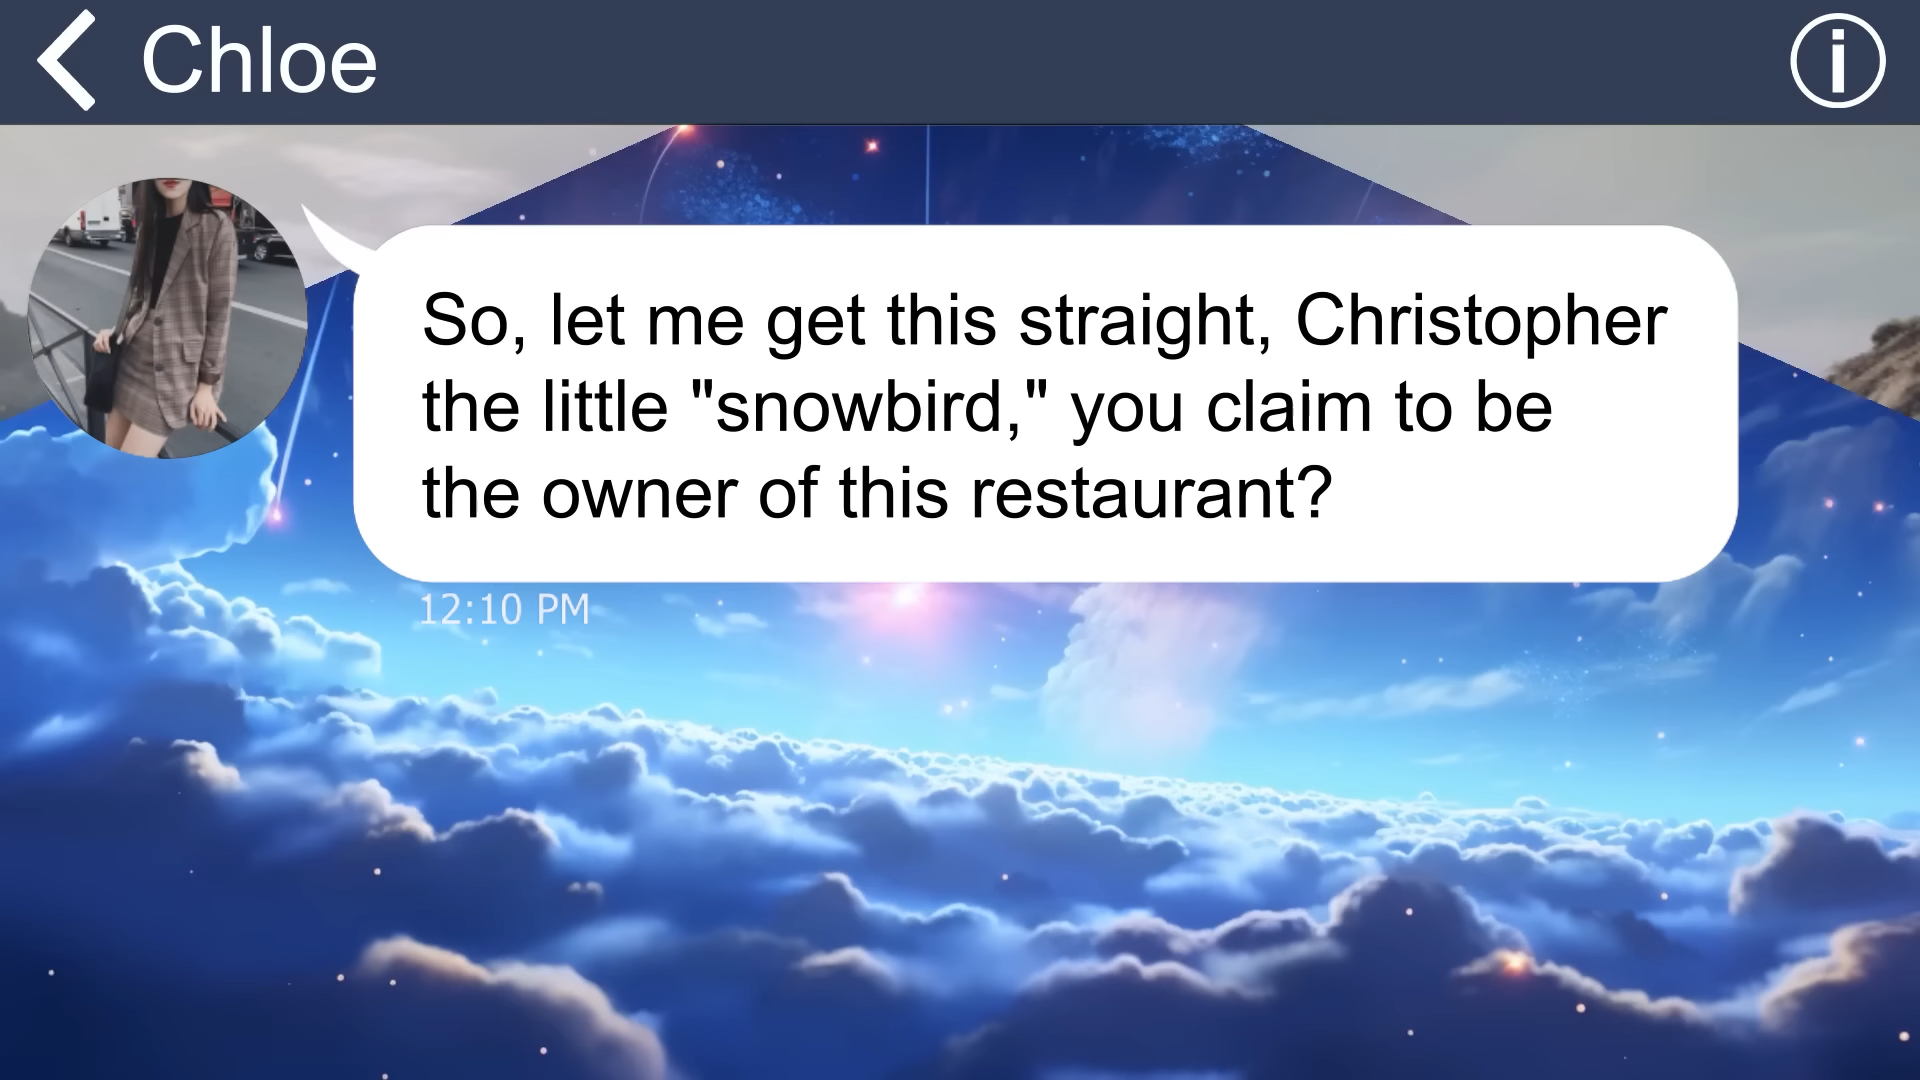 Chloe
So, let me get this straight, Christopher
the little "snowbird," you claim to be
the owner of this restaurant?
12:10 PM